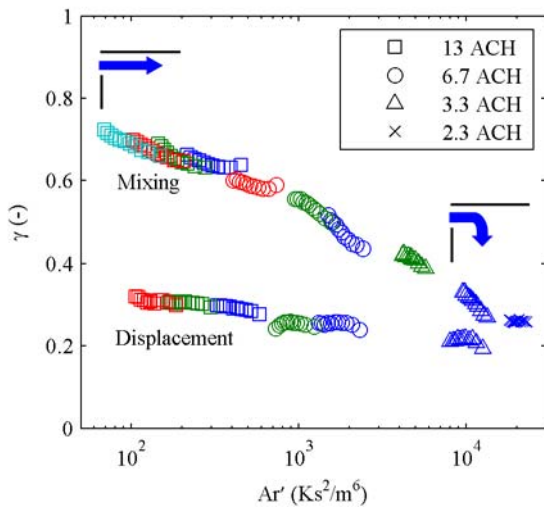 1
0.8
0.6
0.4
0.2
0
γ (-)
13 ACH
6.7 ACH
3.3 ACH
2.3 ACH
Mixing
Displacement
10²
10³
10⁴
Ar′ (Ks²/m⁶)